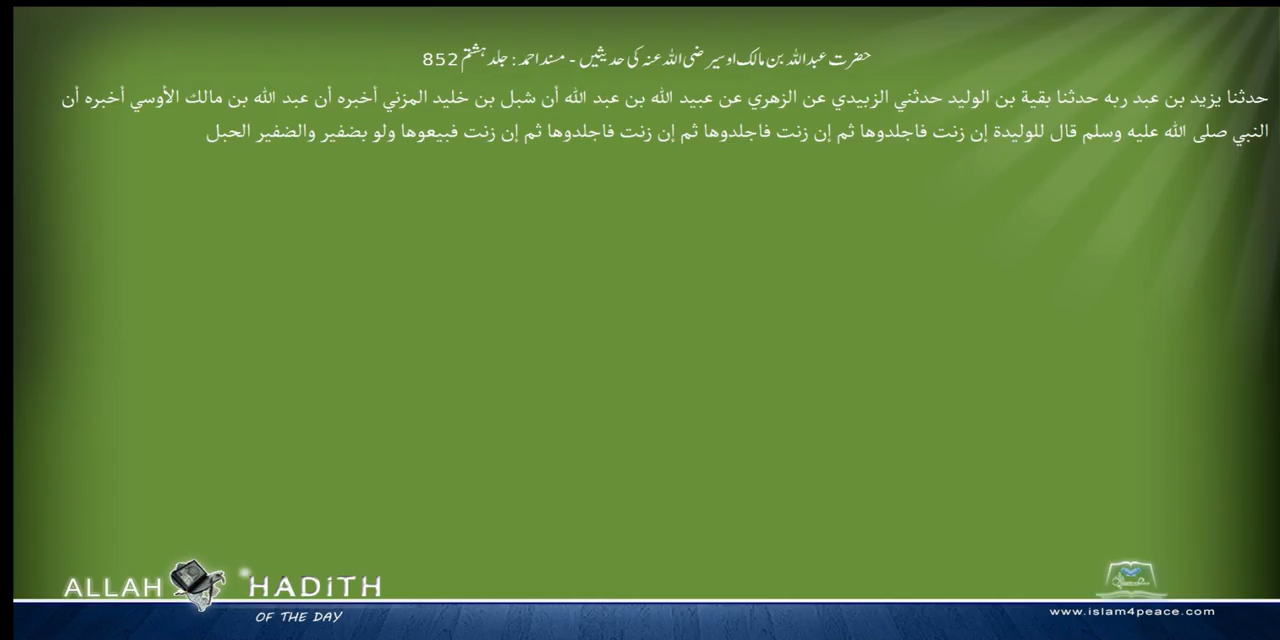 حضرت عبداللہ بن مالک اوسیر ضی اللہ عنہ کی حدیثیں - مسند احمد : جلد ہشتم 852
حدثنا يزيد بن عبد ربه حدثنا بقية بن الوليد حدثني الزبيدي عن الزهري عن عبيد الله بن عبد الله أن شبل بن خليد المزني أخبره أن عبد الله بن مالك الأوسي أخبره أن
النبي صلى الله عليه وسلم قال للوليدة إن زنت فاجلدوها ثم إن زنت فاجلدوها ثم إن زنت فاجلدوها ثم إن زنت فبيعوها ولو بضفير والضفير الحبل
ALLAH HADITH
OF THE DAY
www.islam4peace.com